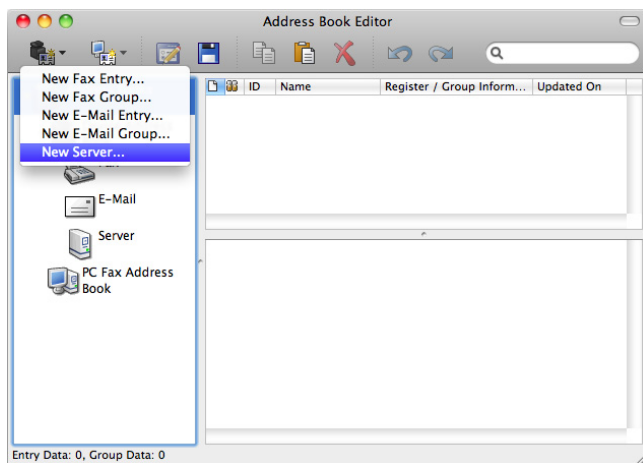 Address Book Editor
New Fax Entry...
New Fax Group...
New E-Mail Entry...
New E-Mail Group...
New Server...
ID Name Register / Group Inform... Updated On
E-Mail
Server
PC Fax Address
Book
Entry Data: 0, Group Data: 0